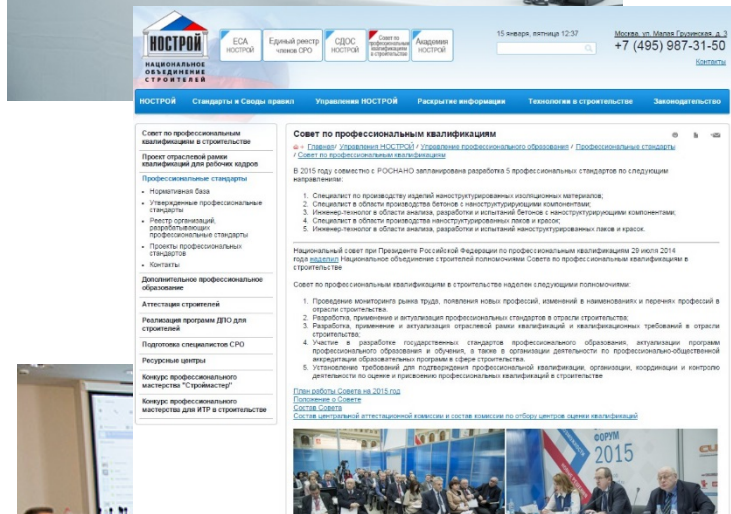 НОСТРОЙ
НАЦИОНАЛЬНОЕ
ОБЪЕДИНЕНИЕ
СТРОИТЕЛЕЙ
ЕСА
НОСТРОЙ
Единый реестр
членов СРО
СДОС
НОСТРОЙ
Совет по
профессиональным
квалификациям
в строительстве
Академия
НОСТРОЙ
15 января, пятница 12:37
Москва, ул. Малая Грузинская, д. 3
+7 (495) 987-31-50
Контакты
НОСТРОЙ Стандарты и Своды правил Управления НОСТРОЙ Раскрытие информации Технологии в строительстве Законодательство
Совет по профессиональным
квалификациям в строительстве
Проект отраслевой рамки
квалификаций для рабочих кадров
Профессиональные стандарты
• Нормативная база
• Утвержденные профессиональные
стандарты
• Реестр организаций,
разрабатывающих
профессиональные стандарты
• Проекты профессиональных
стандартов
• Контакты
Дополнительное профессиональное
образование
Аттестация строителей
Реализация программ ДПО для
строителей
Подготовка специалистов СРО
Ресурсные центры
Конкурс профессионального
мастерства "Строймастер"
Конкурс профессионального
мастерства для ИТР в строительстве
Совет по профессиональным квалификациям
Главная / Управления НОСТРОЙ / Управление профессионального образования / Профессиональные стандарты
/ Совет по профессиональным квалификациям
В 2015 году совместно с РОСНАНО запланирована разработка 5 профессиональных стандартов по следующим
направлениям:
1. Специалист по производству изделий наноструктурированных изоляционных материалов;
2. Специалист в области производства бетонов с наноструктурирующими компонентами;
3. Инженер-технолог в области анализа, разработки и испытаний бетонов с наноструктурирующими компонентами;
4. Специалист в области производства наноструктурированных лаков и красок;
5. Инженер-технолог в области анализа, разработки и испытаний наноструктурированных лаков и красок.
Национальный совет при Президенте Российской Федерации по профессиональным квалификациям 29 июля 2014
года наделил Национальное объединение строителей полномочиями Совета по профессиональным квалификациям в
строительстве
Совет по профессиональным квалификациям в строительстве наделен следующими полномочиями:
1. Проведение мониторинга рынка труда, появления новых профессий, изменений в наименованиях и перечнях профессий в
отрасли строительства.
2. Разработка, применение и актуализация профессиональных стандартов в отрасли строительства;
3. Разработка, применение и актуализация отраслевой рамки квалификаций и квалификационных требований в отрасли
строительства;
4. Участие в разработке государственных стандартов профессионального образования, актуализации программ
профессионального образования и обучения, а также в организации деятельности по профессионально-общественной
аккредитации образовательных программ в сфере строительства.
5. Установление требований для подтверждения профессиональной квалификации, организации, координации и контролю
деятельности по оценке и присвоению профессиональных квалификаций в строительстве
План работы Совета на 2015 год
Положение о Совете
Состав Совета
Состав центральной аттестационной комиссии и состав комиссии по отбору центров оценки квалификаций
ФОРУМ
2015